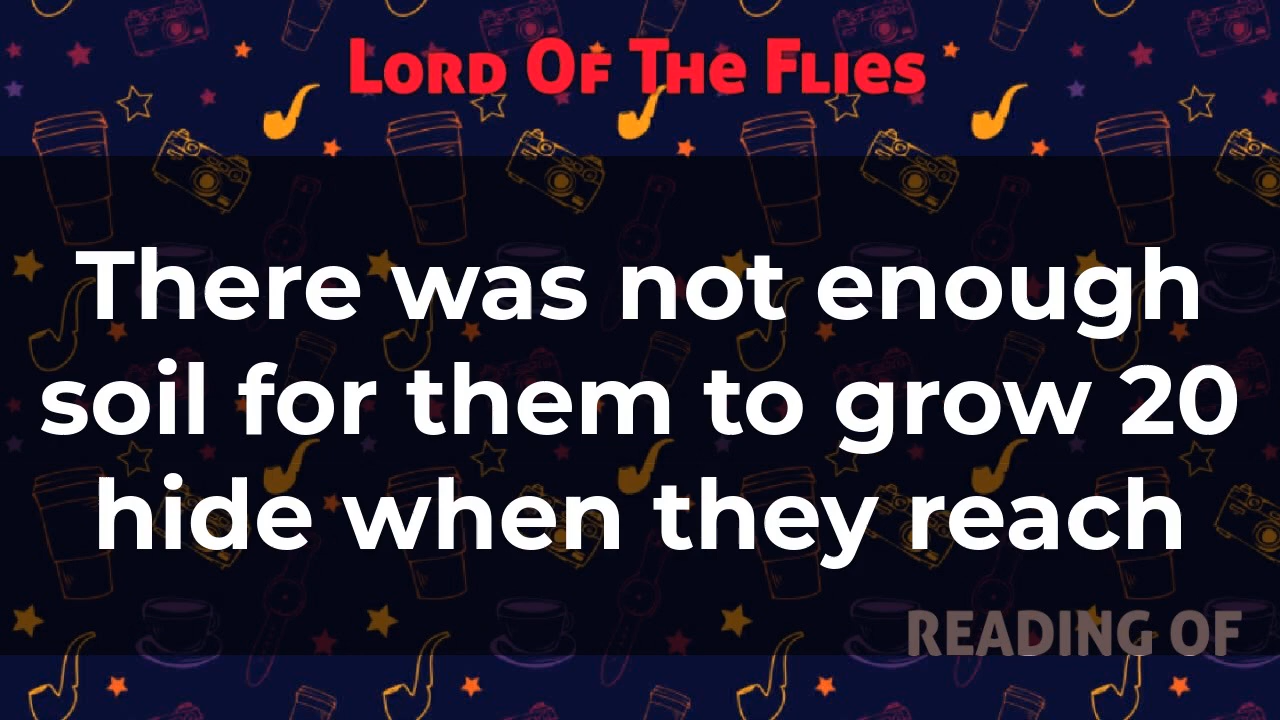 Lord Of The Flies
There was not enough
soil for them to grow 20
hide when they reach
READING OF